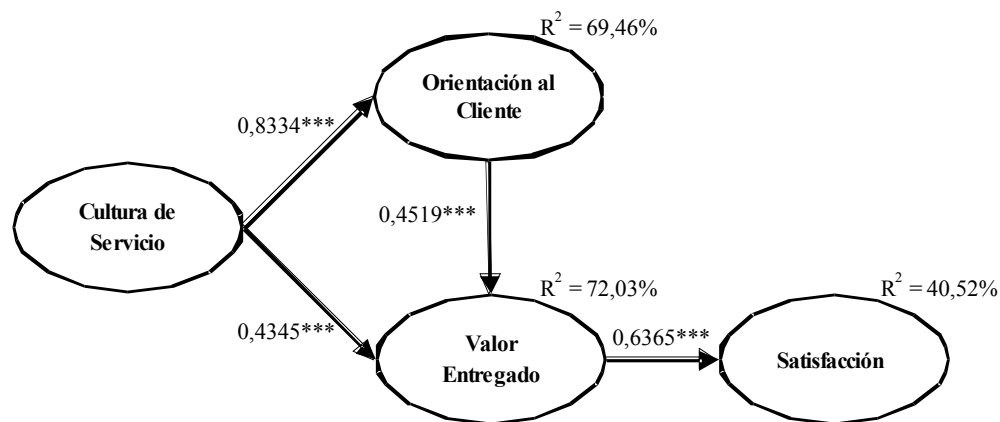 R² = 69,46%
Orientación al
Cliente
0,8334***
Cultura de
Servicio
0,4519***
R² = 72,03%
R² = 40,52%
0,4345***
Valor
Entregado
0,6365***
Satisfacción